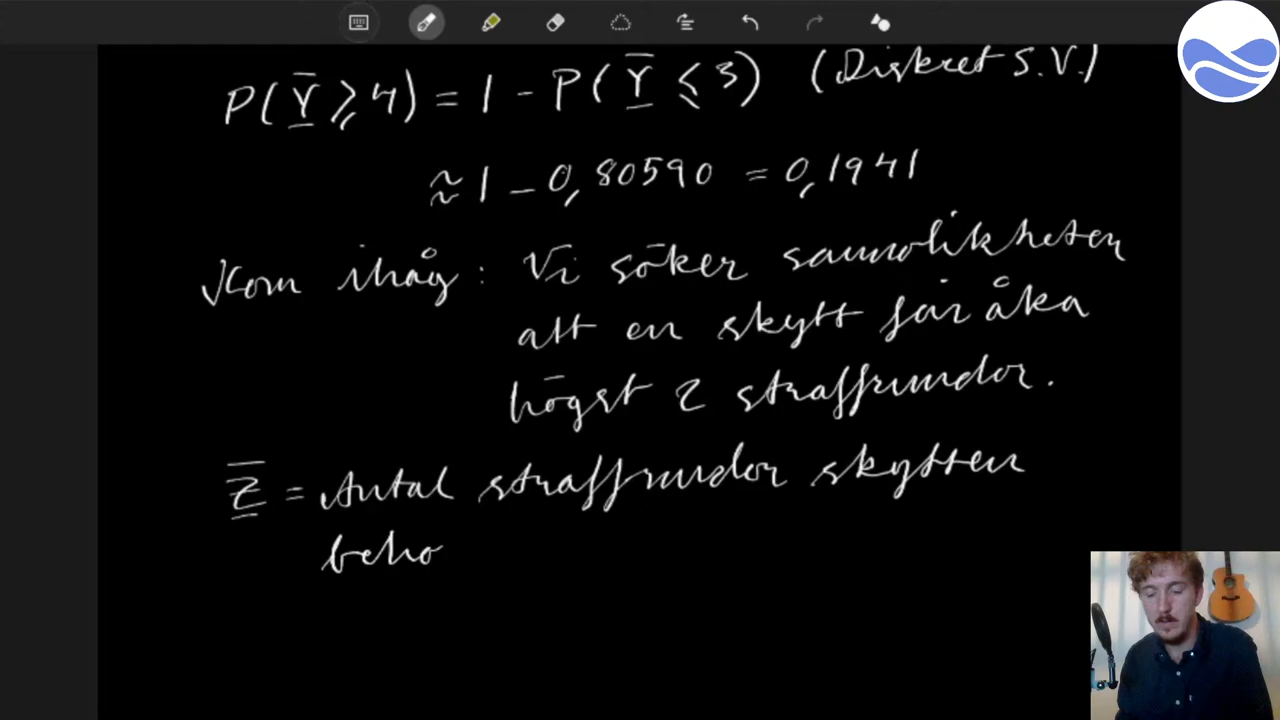 P(Y ≥ 4) = 1 - P(Y ≤ 3) (Diskret S.V.)
≈ 1 - 0,80590 = 0,1941
Kom ihåg: Vi söker sannolikheten
att en skytt får åka
högst 2 straffrundor.
Z = Antal straffrundor skytten
beho